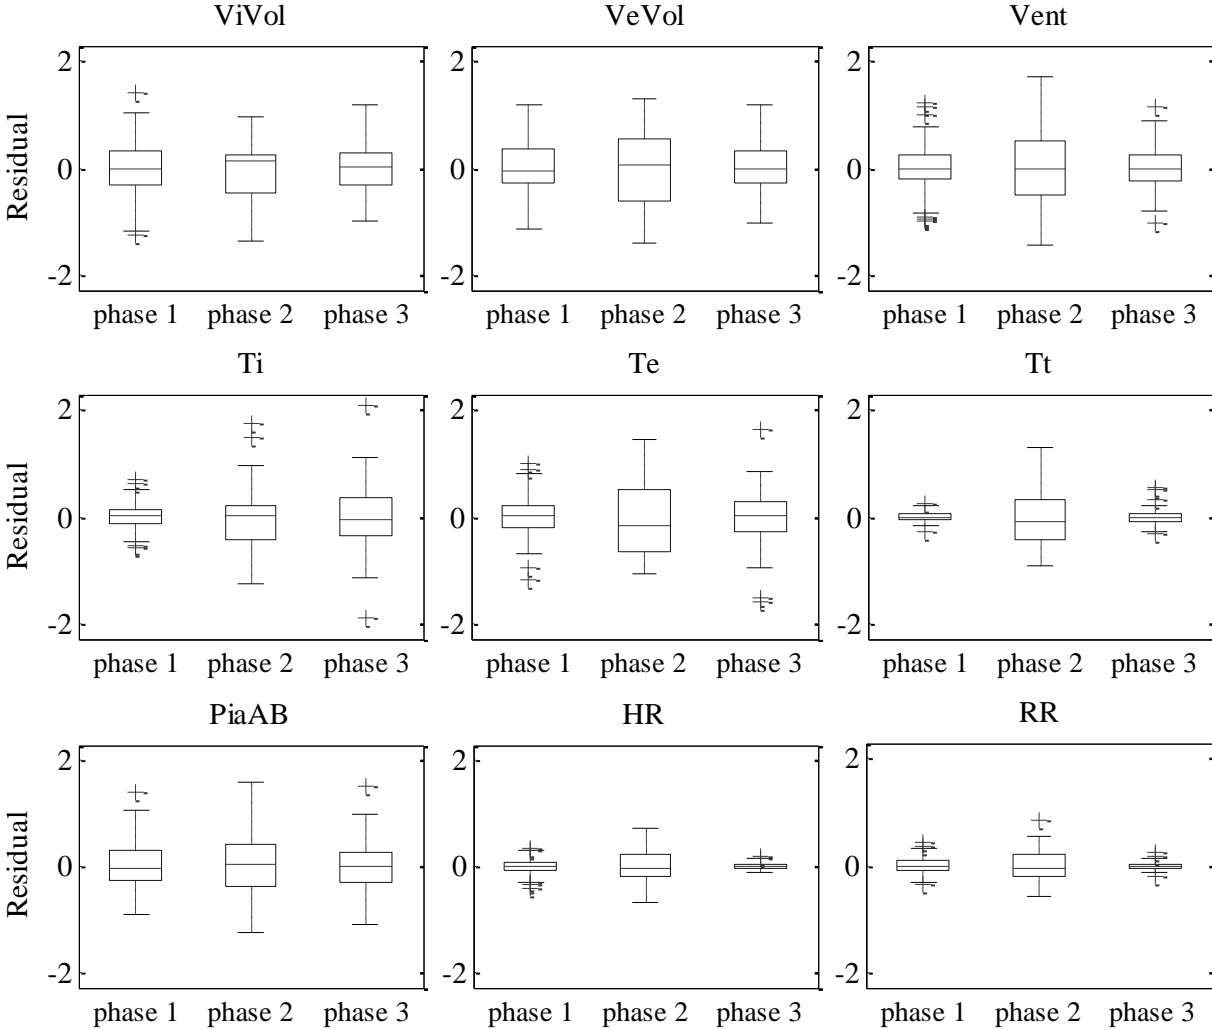 ViVol VeVol Vent
2 2 2
Residual
0 0 0
-2 -2 -2
phase 1 phase 2 phase 3 phase 1 phase 2 phase 3 phase 1 phase 2 phase 3
Ti Te Tt
2 2 2
Residual
0 0 0
-2 -2 -2
phase 1 phase 2 phase 3 phase 1 phase 2 phase 3 phase 1 phase 2 phase 3
PiaAB HR RR
2 2 2
Residual
0 0 0
-2 -2 -2
phase 1 phase 2 phase 3 phase 1 phase 2 phase 3 phase 1 phase 2 phase 3